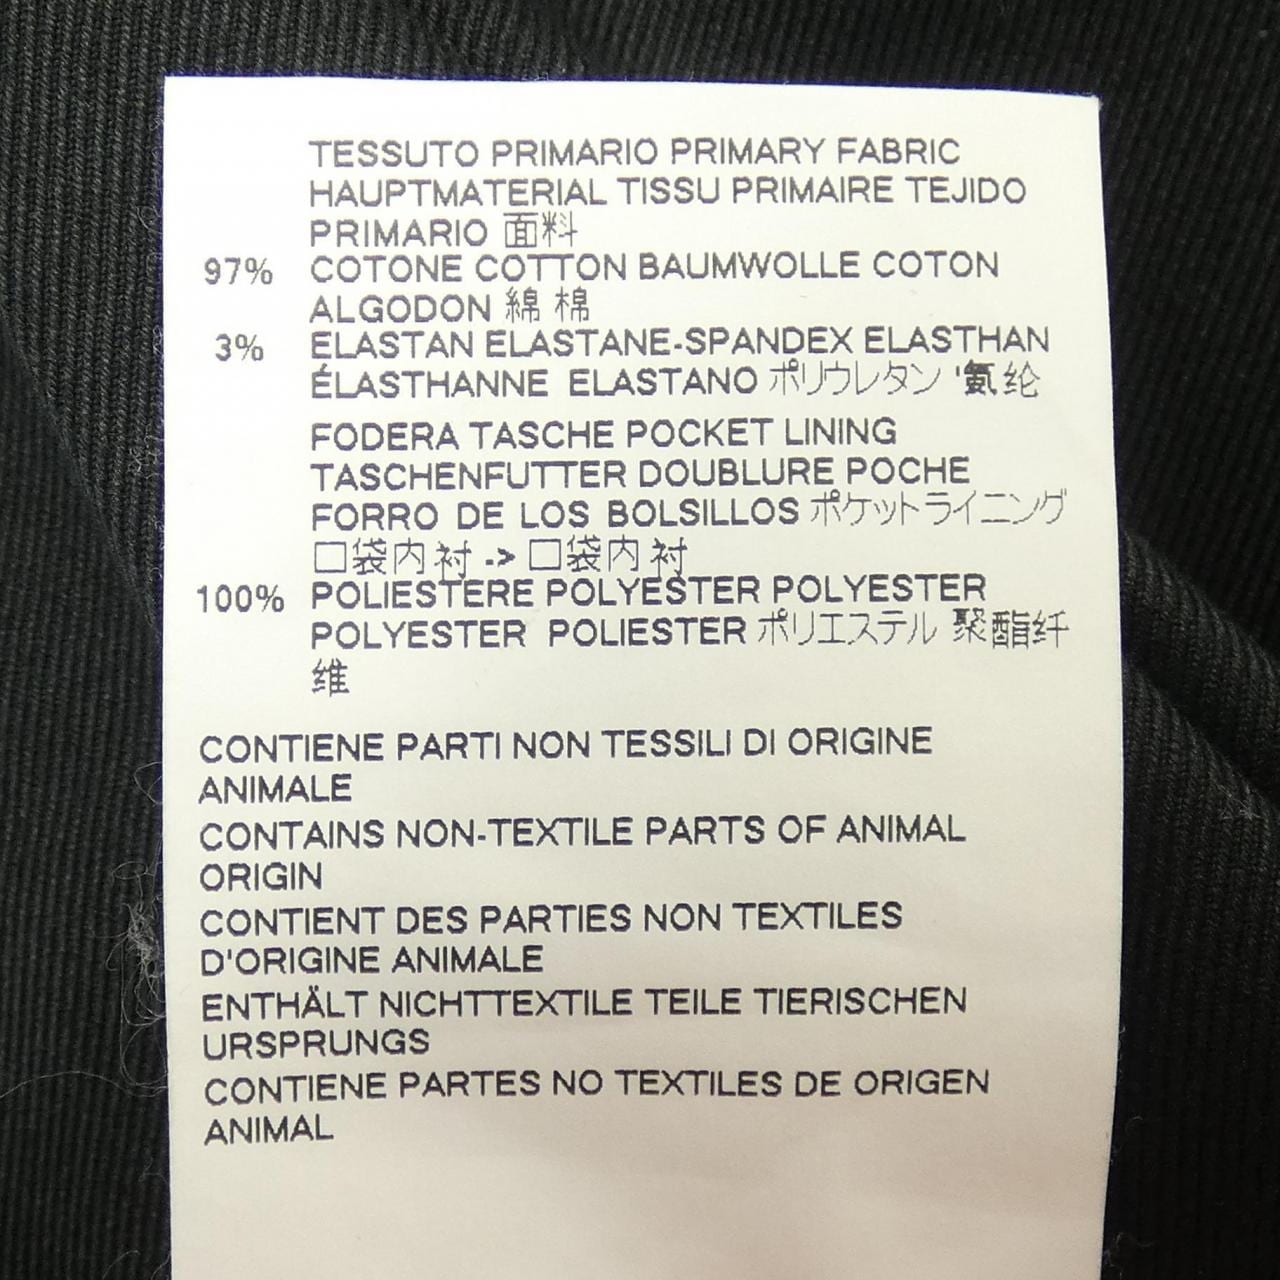 TESSUTO PRIMARIO PRIMARY FABRIC
HAUPTMATERIAL TISSU PRIMAIRE TEJIDO
PRIMARIO 面料
97% COTONE COTTON BAUMWOLLE COTON
ALGODON 綿 棉
3% ELASTAN ELASTANE-SPANDEX ELASTHAN
ÉLASTHANNE ELASTANO ポリウレタン '氨纶
FODERA TASCHE POCKET LINING
TASCHENFUTTER DOUBLURE POCHE
FORRO DE LOS BOLSILLOS ポケットライニング
口袋内衬 -> 口袋内衬
100% POLIESTERE POLYESTER POLYESTER
POLYESTER POLIESTER ポリエステル 聚酯纤
维
CONTIENE PARTI NON TESSILI DI ORIGINE
ANIMALE
CONTAINS NON-TEXTILE PARTS OF ANIMAL
ORIGIN
CONTIENT DES PARTIES NON TEXTILES
D'ORIGINE ANIMALE
ENTHÄLT NICHTTEXTILE TEILE TIERISCHEN
URSPRUNGS
CONTIENE PARTES NO TEXTILES DE ORIGEN
ANIMAL